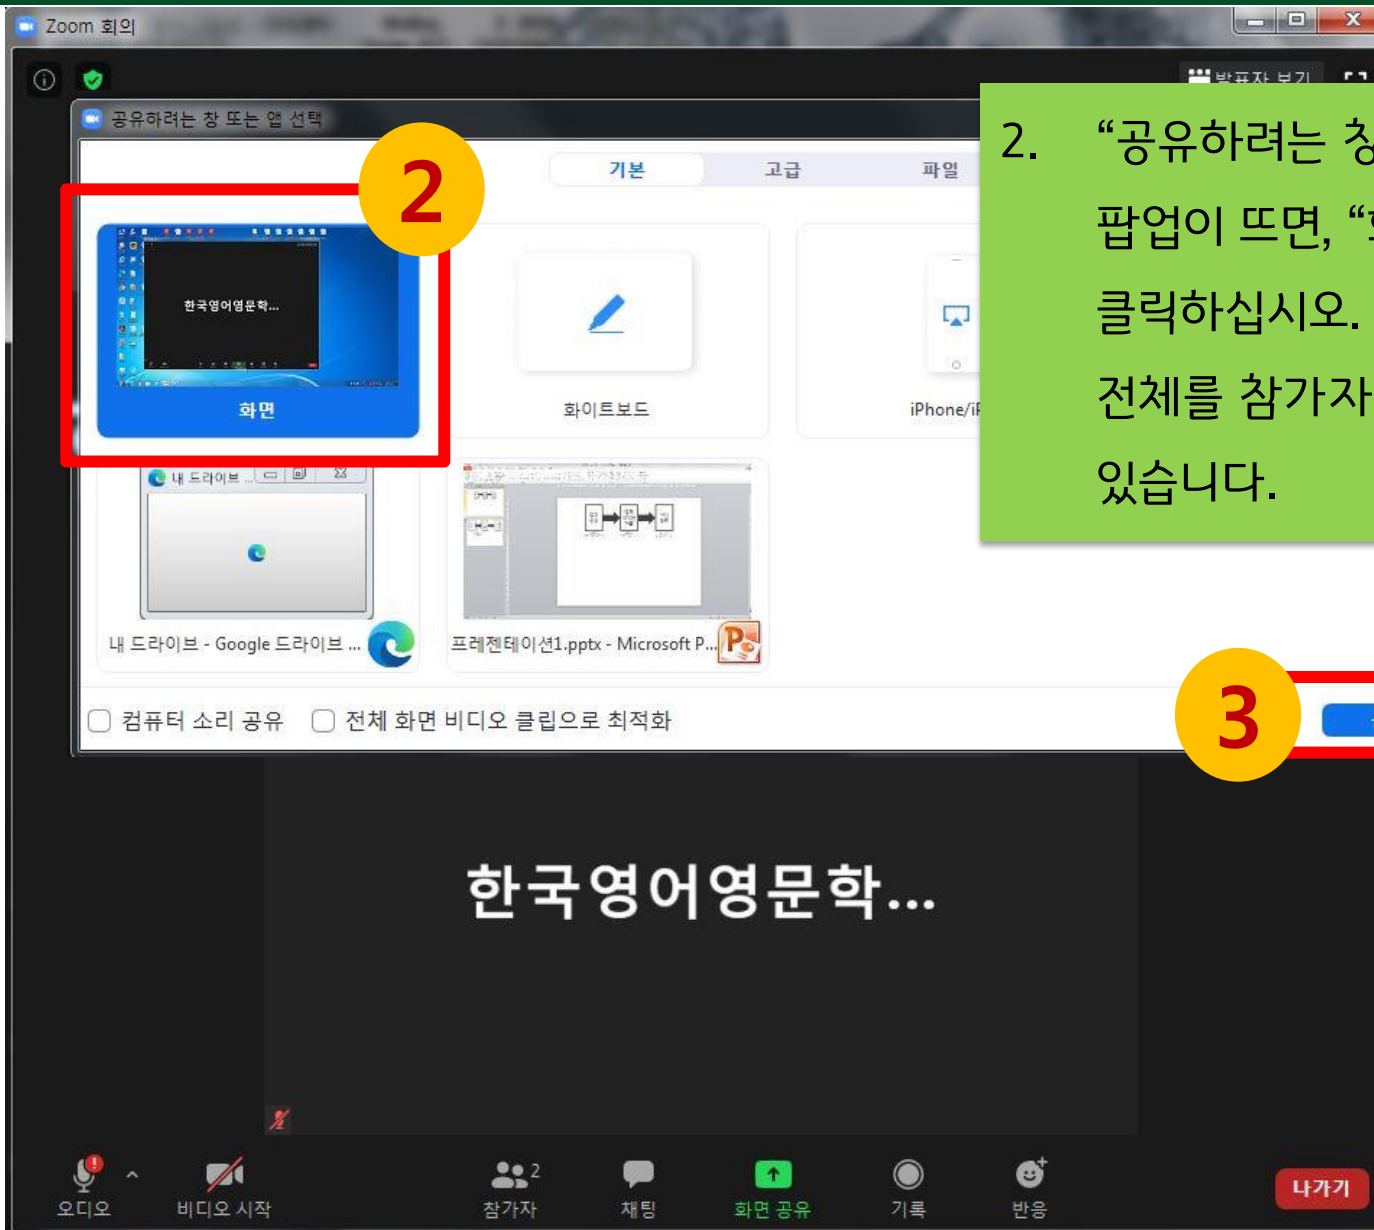 Zoom 회의
발표자 보기
공유하려는 창 또는 앱 선택
2
기본 고급 파일
한국영어영문학...
화면
화이트보드
iPhone/iP
내 드라이브 ...
내 드라이브 - Google 드라이브 ...
프레젠테이션1.pptx - Microsoft P...
컴퓨터 소리 공유 전체 화면 비디오 클립으로 최적화
3
2. “공유하려는 창
팝업이 뜨면, “
클릭하십시오.
전체를 참가자
있습니다.
한국영어영문학...
오디오 비디오 시작 참가자 2 채팅 화면 공유 기록 반응 나가기